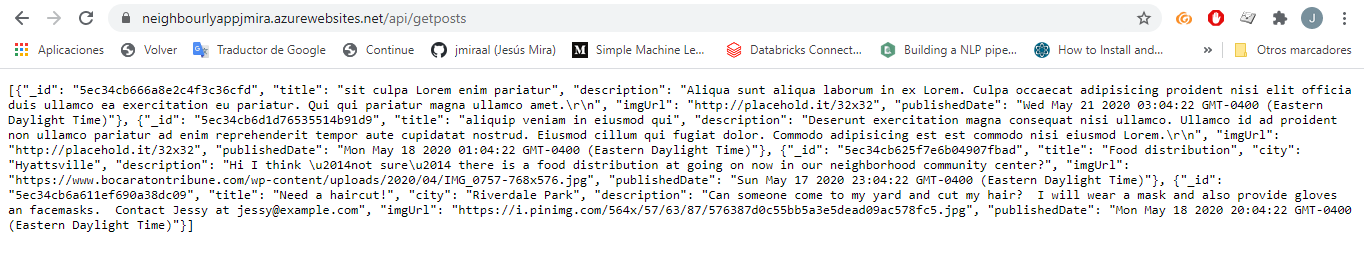 neighbourlyappjmira.azurewebsites.net/api/getposts
J
Aplicaciones Volver Traductor de Google Continue jmiraal (Jesús Mira) M Simple Machine Le... Databricks Connect... Building a NLP pipe... How to Install and... » Otros marcadores
[{"_id": "5ec34cb666a8e2c4f3c36cfd", "title": "sit culpa Lorem enim pariatur", "description": "Aliqua sunt aliqua laborum in ex Lorem. Culpa occaecat adipisicing proident nisi elit officia
duis ullamco ea exercitation eu pariatur. Qui qui pariatur magna ullamco amet.\r\n", "imgUrl": "http://placehold.it/32x32", "publishedDate": "Wed May 21 2020 03:04:22 GMT-0400 (Eastern
Daylight Time)"}, {"_id": "5ec34cb6d1d76535514b91d9", "title": "aliquip veniam in eiusmod qui", "description": "Deserunt exercitation magna consequat nisi ullamco. Ullamco id ad proident
non ullamco pariatur ad enim reprehenderit tempor aute cupidatat nostrud. Eiusmod cillum qui fugiat dolor. Commodo adipisicing est est commodo nisi eiusmod Lorem.\r\n", "imgUrl":
"http://placehold.it/32x32", "publishedDate": "Mon May 18 2020 01:04:22 GMT-0400 (Eastern Daylight Time)"}, {"_id": "5ec34cb625f7e6b04907fbad", "title": "Food distribution", "city":
"Hyattsville", "description": "Hi I think \u2014not sure\u2014 there is a food distribution at going on now in our neighborhood community center?", "imgUrl":
"https://www.bocaratontribune.com/wp-content/uploads/2020/04/IMG_0757-768x576.jpg", "publishedDate": "Sun May 17 2020 23:04:22 GMT-0400 (Eastern Daylight Time)"}, {"_id":
"5ec34cb6a611ef690a38dc09", "title": "Need a haircut!", "city": "Riverdale Park", "description": "Can someone come to my yard and cut my hair?  I will wear a mask and also provide gloves
an facemasks.  Contact Jessy at jessy@example.com", "imgUrl": "https://i.pinimg.com/564x/57/63/87/576387d0c55bb5a3e5dead09ac578fc5.jpg", "publishedDate": "Mon May 18 2020 20:04:22 GMT-0400
(Eastern Daylight Time)"}]